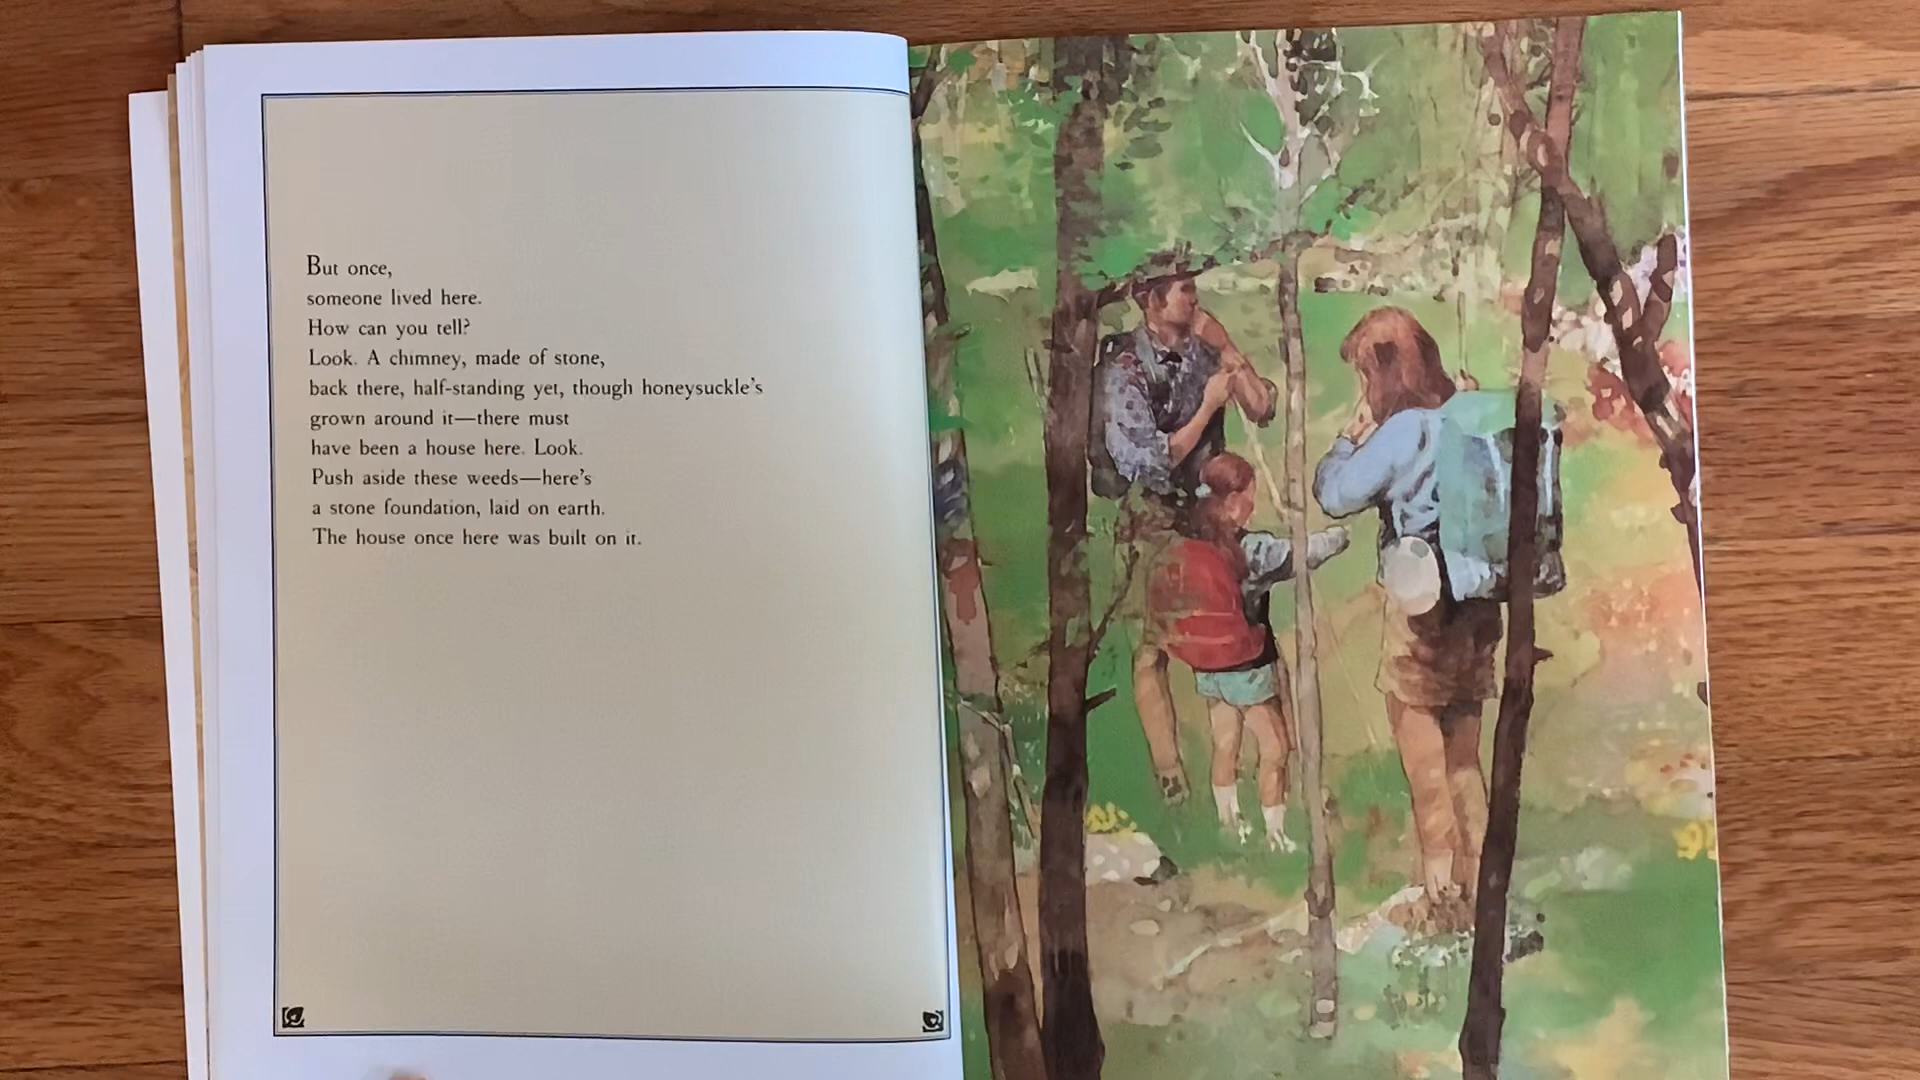 But once,
someone lived here.
How can you tell?
Look. A chimney, made of stone,
back there, half-standing yet, though honeysuckle's
grown around it—there must
have been a house here. Look.
Push aside these weeds—here's
a stone foundation, laid on earth.
The house once here was built on it.